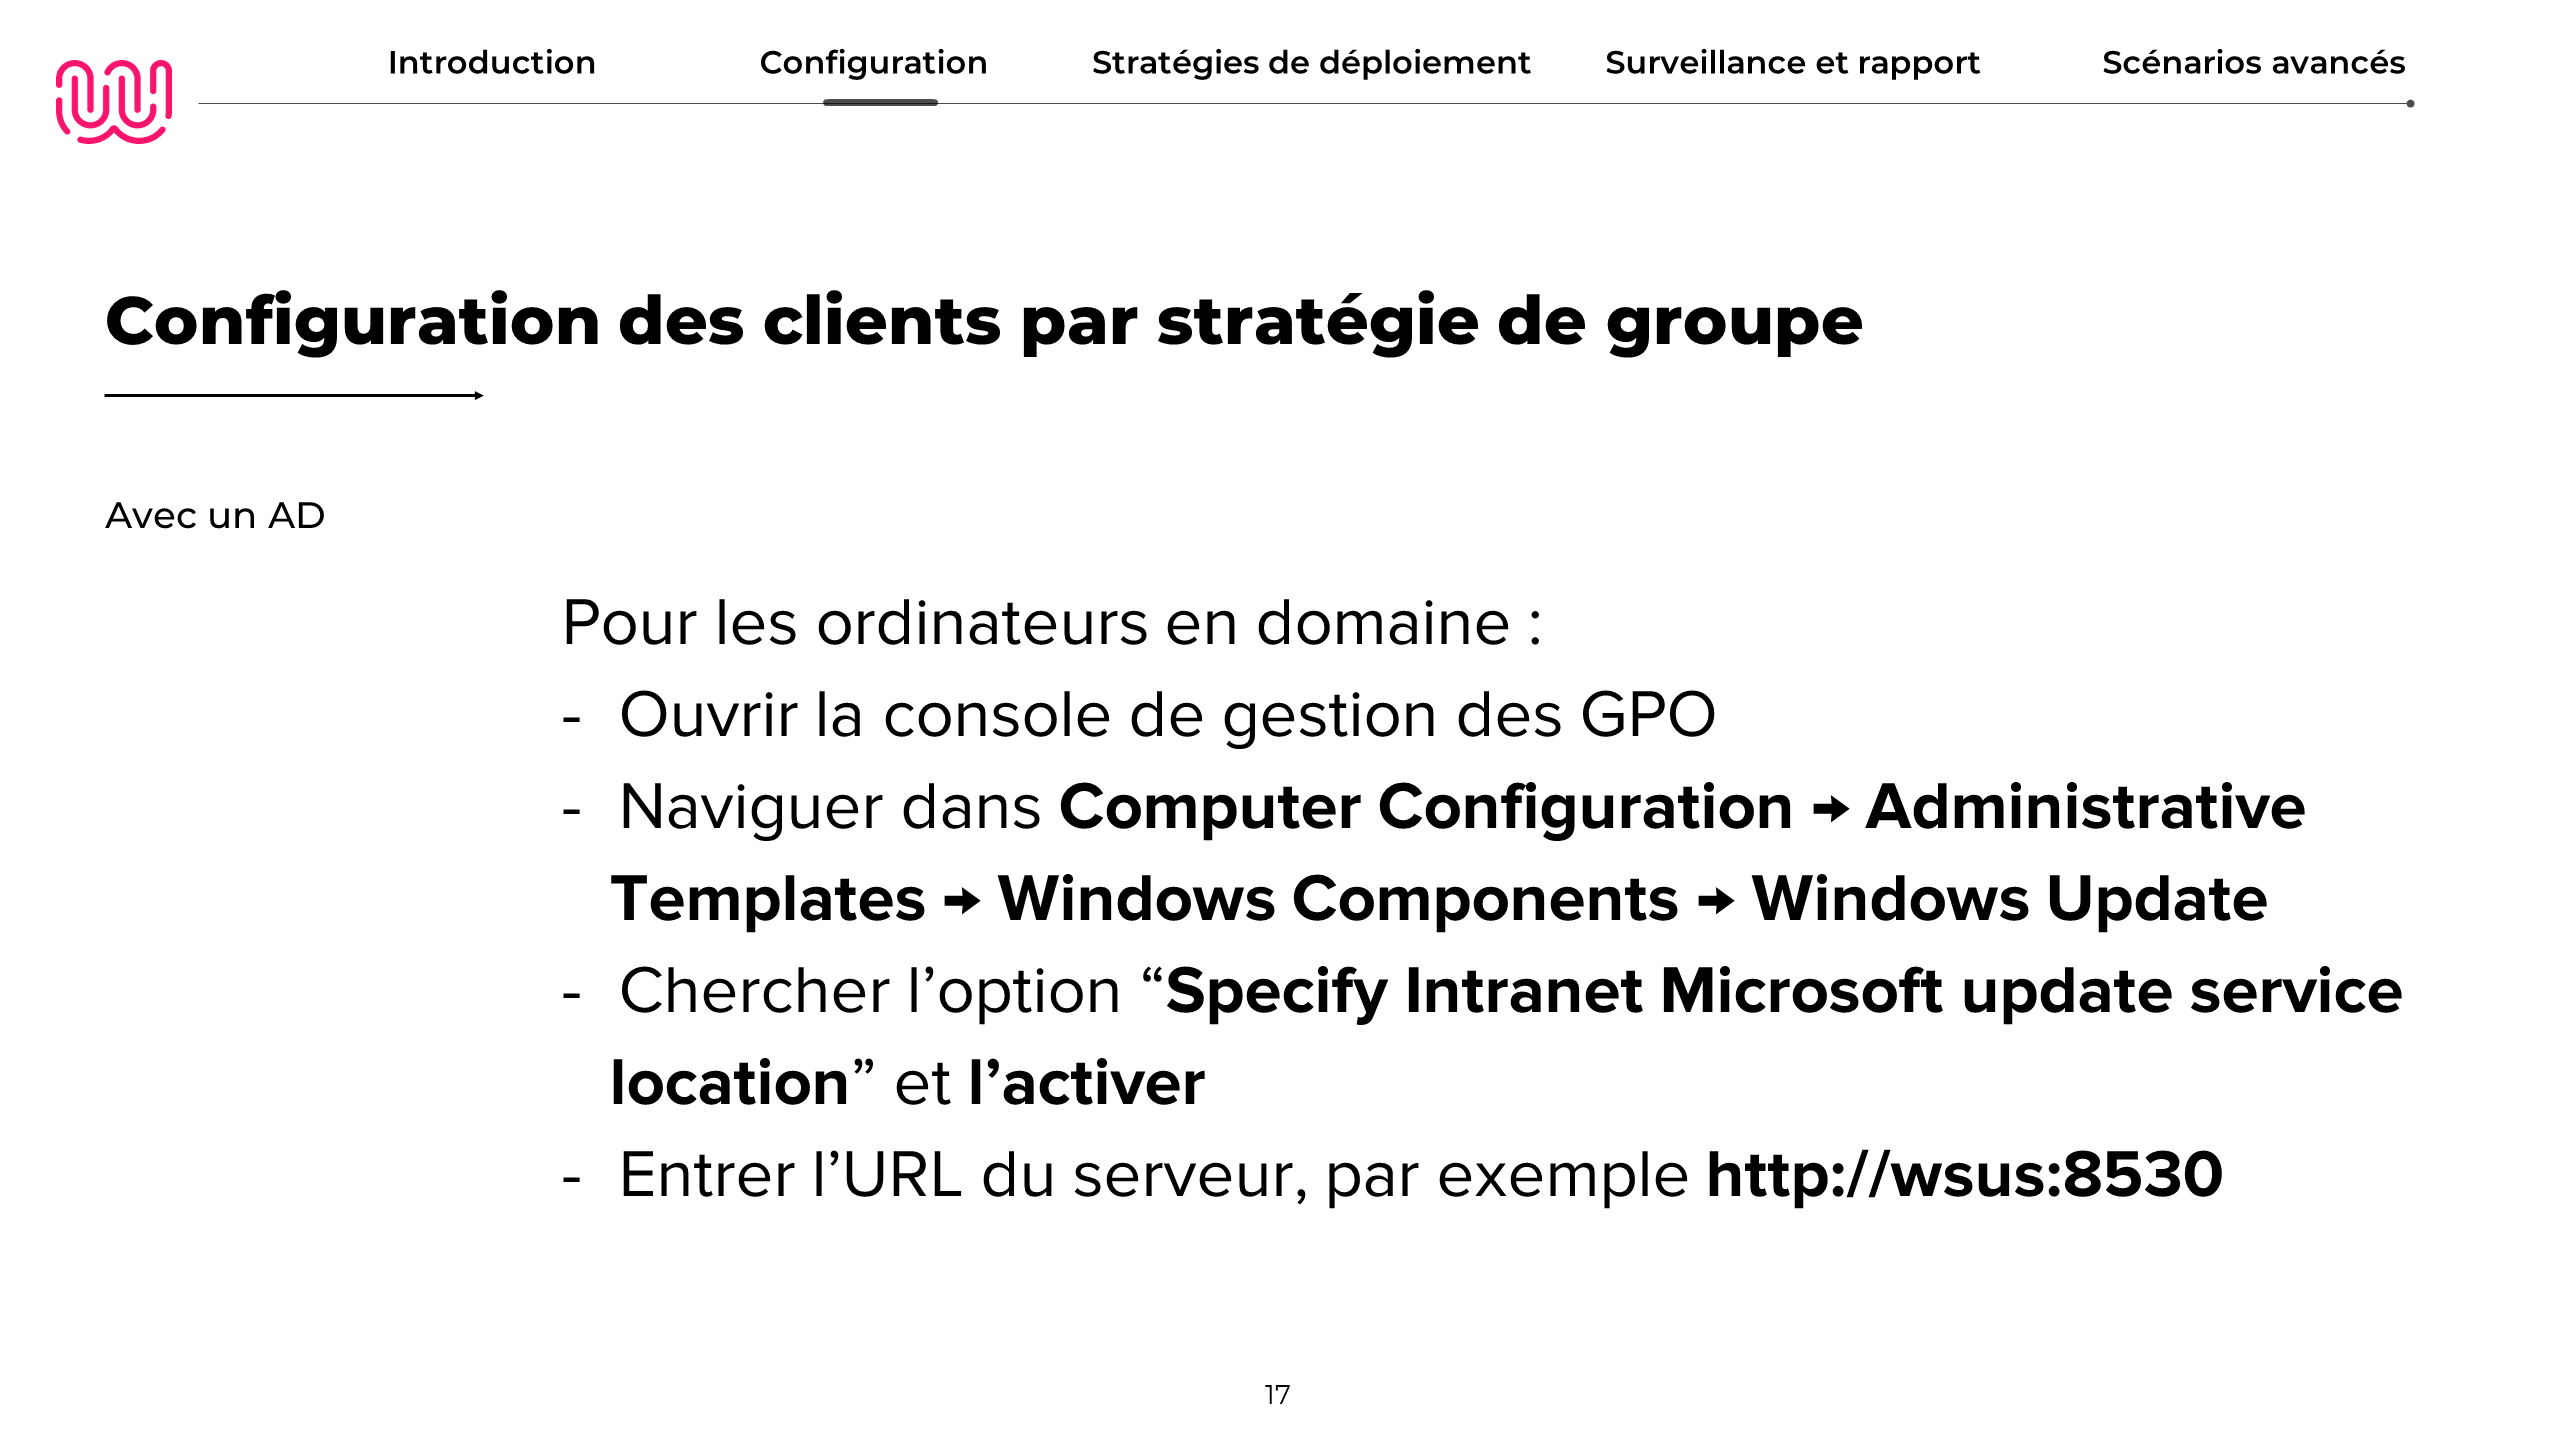 Introduction Configuration Stratégies de déploiement Surveillance et rapport Scénarios avancés
Configuration des clients par stratégie de groupe
Avec un AD
Pour les ordinateurs en domaine :
- Ouvrir la console de gestion des GPO
- Naviguer dans Computer Configuration → Administrative
Templates → Windows Components → Windows Update
- Chercher l’option “Specify Intranet Microsoft update service
location” et l’activer
- Entrer l’URL du serveur, par exemple http://wsus:8530
17